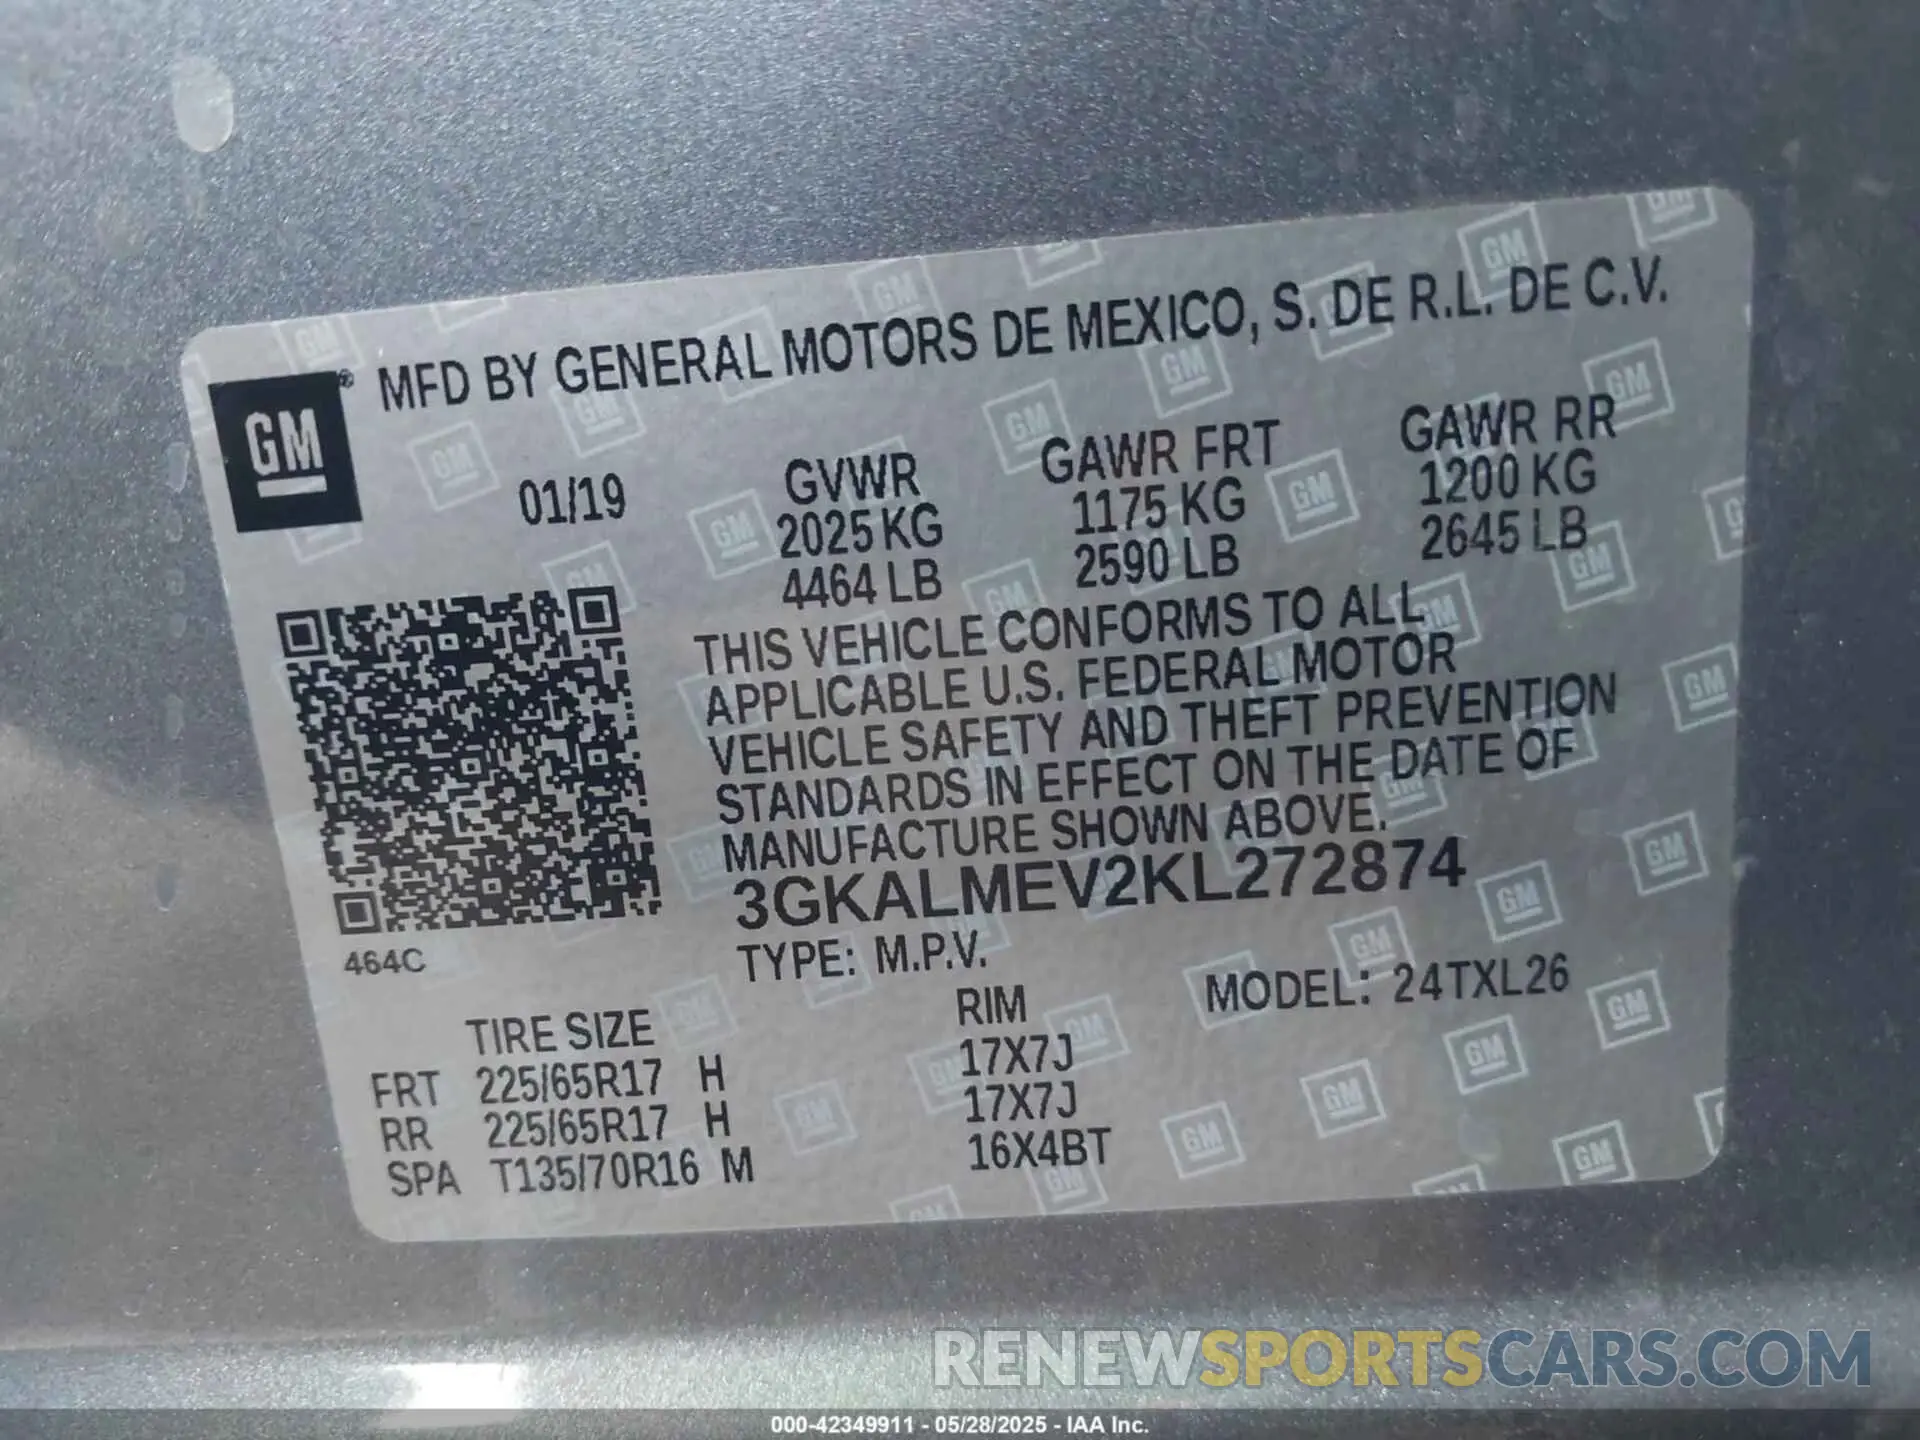 GM ® MFD BY GENERAL MOTORS DE MEXICO, S. DE R.L. DE C.V.
01/19 GVWR GAWR FRT GAWR RR
2025 KG 1175 KG 1200 KG
4464 LB 2590 LB 2645 LB
THIS VEHICLE CONFORMS TO ALL
APPLICABLE U.S. FEDERAL MOTOR
VEHICLE SAFETY AND THEFT PREVENTION
STANDARDS IN EFFECT ON THE DATE OF
MANUFACTURE SHOWN ABOVE.
3GKALMEV2KL272874
464C
TYPE: M.P.V. MODEL: 24TXL26
TIRE SIZE RIM
FRT 225/65R17 H 17X7J
RR 225/65R17 H 17X7J
SPA T135/70R16 M 16X4BT
RENEWSPORTSCARS.COM
000-42349911 - 05/28/2025 - IAA Inc.